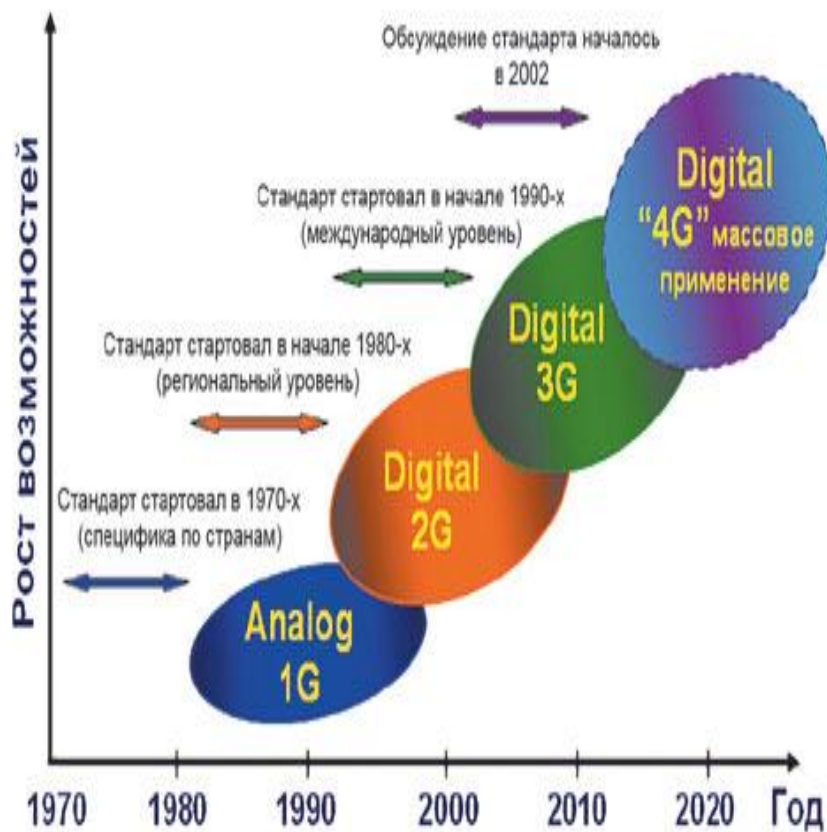 Обсуждение стандарта началось
в 2002
Digital
“4G” массовое
применение
Стандарт стартовал в начале 1990-х
(международный уровень)
Digital
3G
Стандарт стартовал в начале 1980-х
(региональный уровень)
Digital
2G
Стандарт стартовал в 1970-х
(специфика по странам)
Analog
1G
Рост возможностей
1970 1980 1990 2000 2010 2020 Год